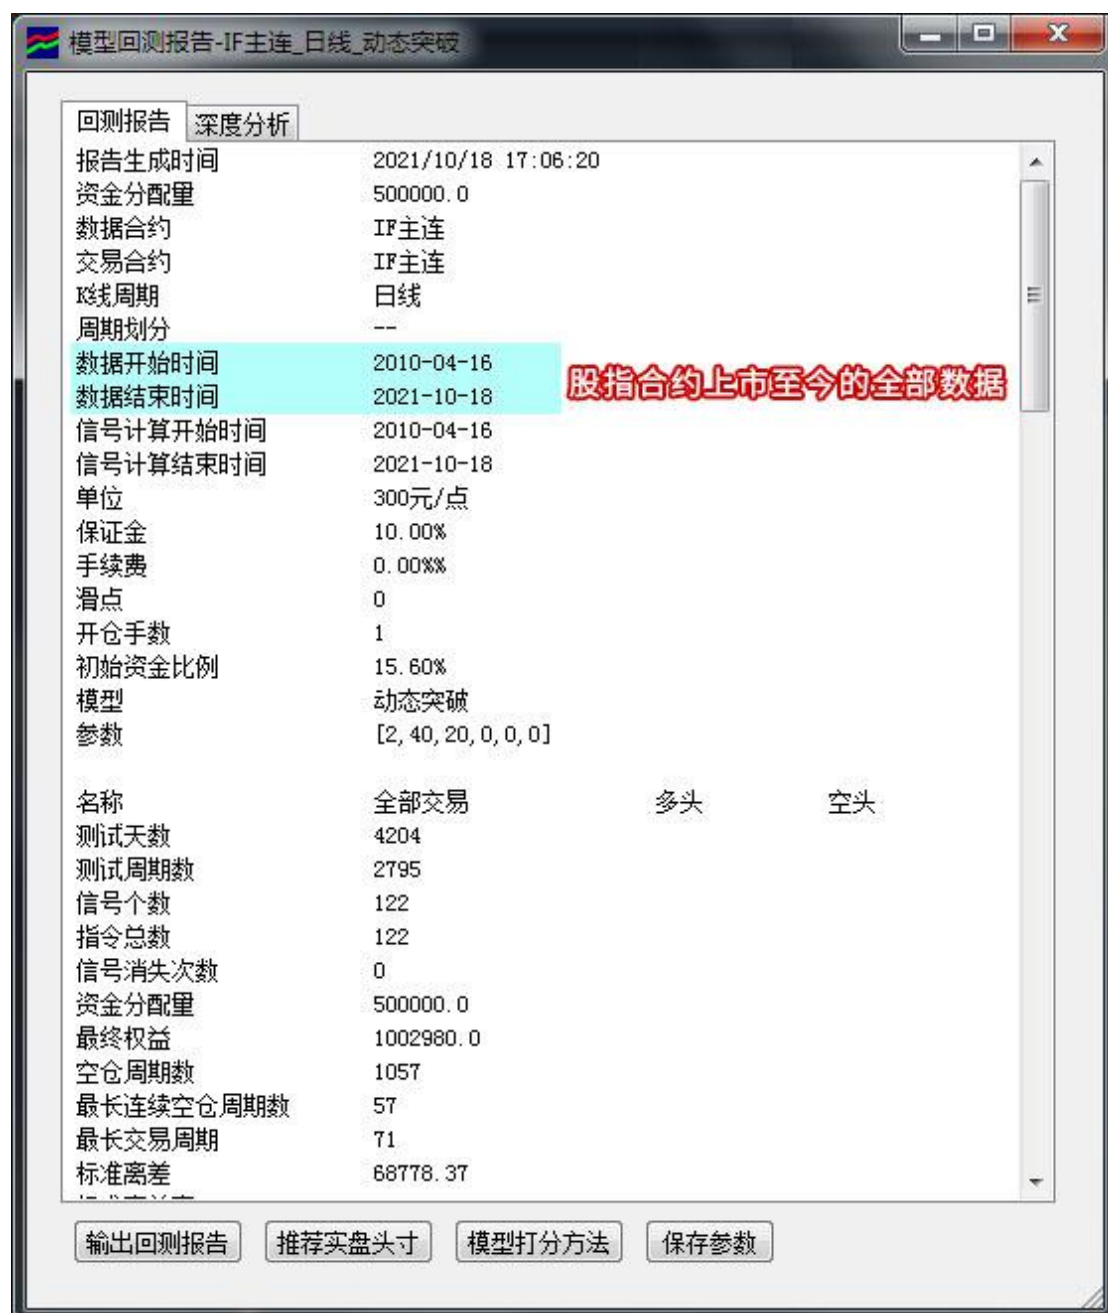 模型回测报告-IF主连_日线_动态突破
回测报告 深度分析
报告生成时间 2021/10/18 17:06:20
资金分配量 500000.0
数据合约 IF主连
交易合约 IF主连
K线周期 日线
周期划分 --
数据开始时间 2010-04-16
股指合约上市至今的全部数据
数据结束时间 2021-10-18
信号计算开始时间 2010-04-16
信号计算结束时间 2021-10-18
单位 300元/点
保证金 10.00%
手续费 0.00%%
滑点 0
开仓手数 1
初始资金比例 15.60%
模型 动态突破
参数 [2,40,20,0,0,0]
名称 全部交易 多头 空头
测试天数 4204
测试周期数 2795
信号个数 122
指令总数 122
信号消失次数 0
资金分配量 500000.0
最终权益 1002980.0
空仓周期数 1057
最长连续空仓周期数 57
最长交易周期 71
标准离差 68778.37
输出回测报告 推荐实盘头寸 模型打分方法 保存参数